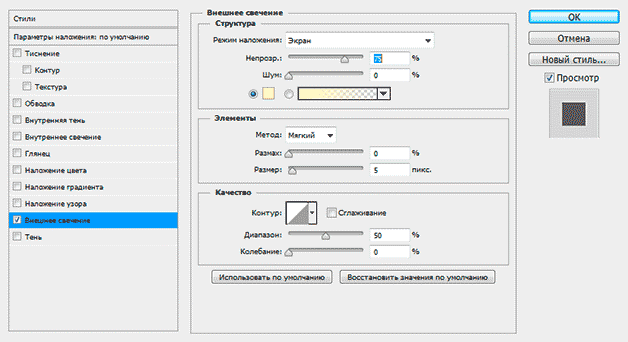 Стили
Параметры наложения: по умолчанию
Тиснение
Контур
Текстура
Обводка
Внутренняя тень
Внутреннее свечение
Глянец
Наложение цвета
Наложение градиента
Наложение узора
Внешнее свечение
Тень
Внешнее свечение
Структура
Режим наложения: Экран
Непрозр.: 75 %
Шум: 0 %
Элементы
Метод: Мягкий
Размах: 0 %
Размер: 5 пикс.
Качество
Контур: Сглаживание
Диапазон: 50 %
Колебание: 0 %
Использовать по умолчанию Восстановить значения по умолчанию
ОК
Отмена
Новый стиль...
Просмотр